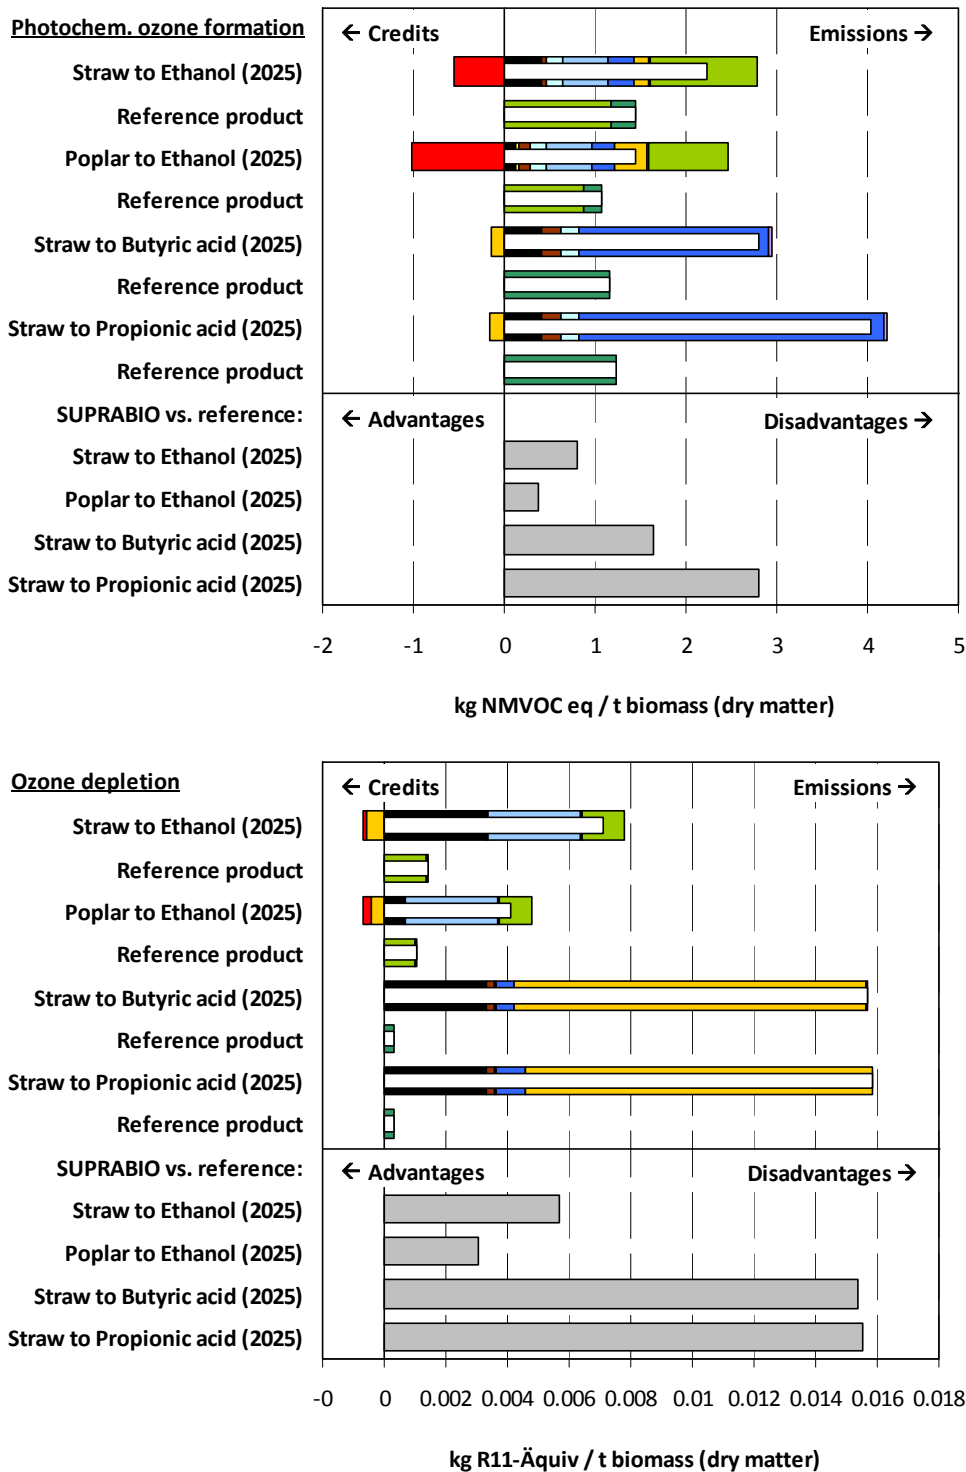 Photochem. ozone formation
← Credits Emissions →
Straw to Ethanol (2025)
Reference product
Poplar to Ethanol (2025)
Reference product
Straw to Butyric acid (2025)
Reference product
Straw to Propionic acid (2025)
Reference product
SUPRABIO vs. reference:
← Advantages Disadvantages →
Straw to Ethanol (2025)
Poplar to Ethanol (2025)
Straw to Butyric acid (2025)
Straw to Propionic acid (2025)
-2 -1 0 1 2 3 4 5
kg NMVOC eq / t biomass (dry matter)
Ozone depletion
← Credits Emissions →
Straw to Ethanol (2025)
Reference product
Poplar to Ethanol (2025)
Reference product
Straw to Butyric acid (2025)
Reference product
Straw to Propionic acid (2025)
Reference product
SUPRABIO vs. reference:
← Advantages Disadvantages →
Straw to Ethanol (2025)
Poplar to Ethanol (2025)
Straw to Butyric acid (2025)
Straw to Propionic acid (2025)
-0 0 0.002 0.004 0.006 0.008 0.010 0.012 0.014 0.016 0.018
kg R11-Äquiv / t biomass (dry matter)